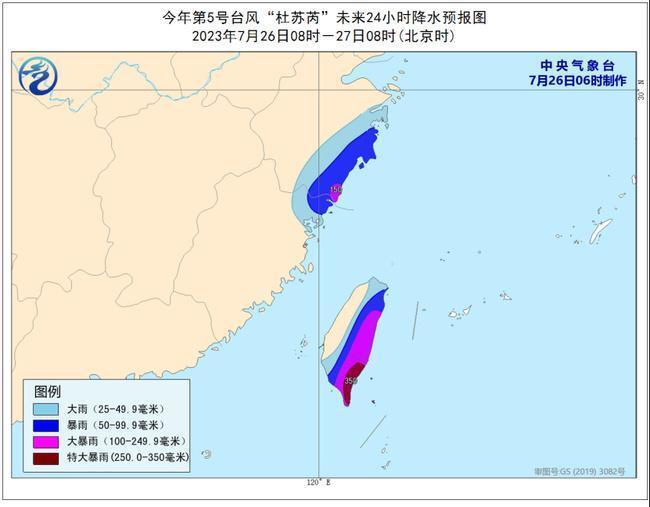 今年第5号台风“杜苏芮”未来24小时降水预报图
2023年7月26日08时－27日08时(北京时)
中央气象台
7月26日06时制作
30°N
150
350
图例
大雨（25-49.9毫米）
暴雨（50-99.9毫米）
大暴雨（100-249.9毫米）
特大暴雨(250.0-350毫米)
审图号:GS (2019) 3082号
120°E